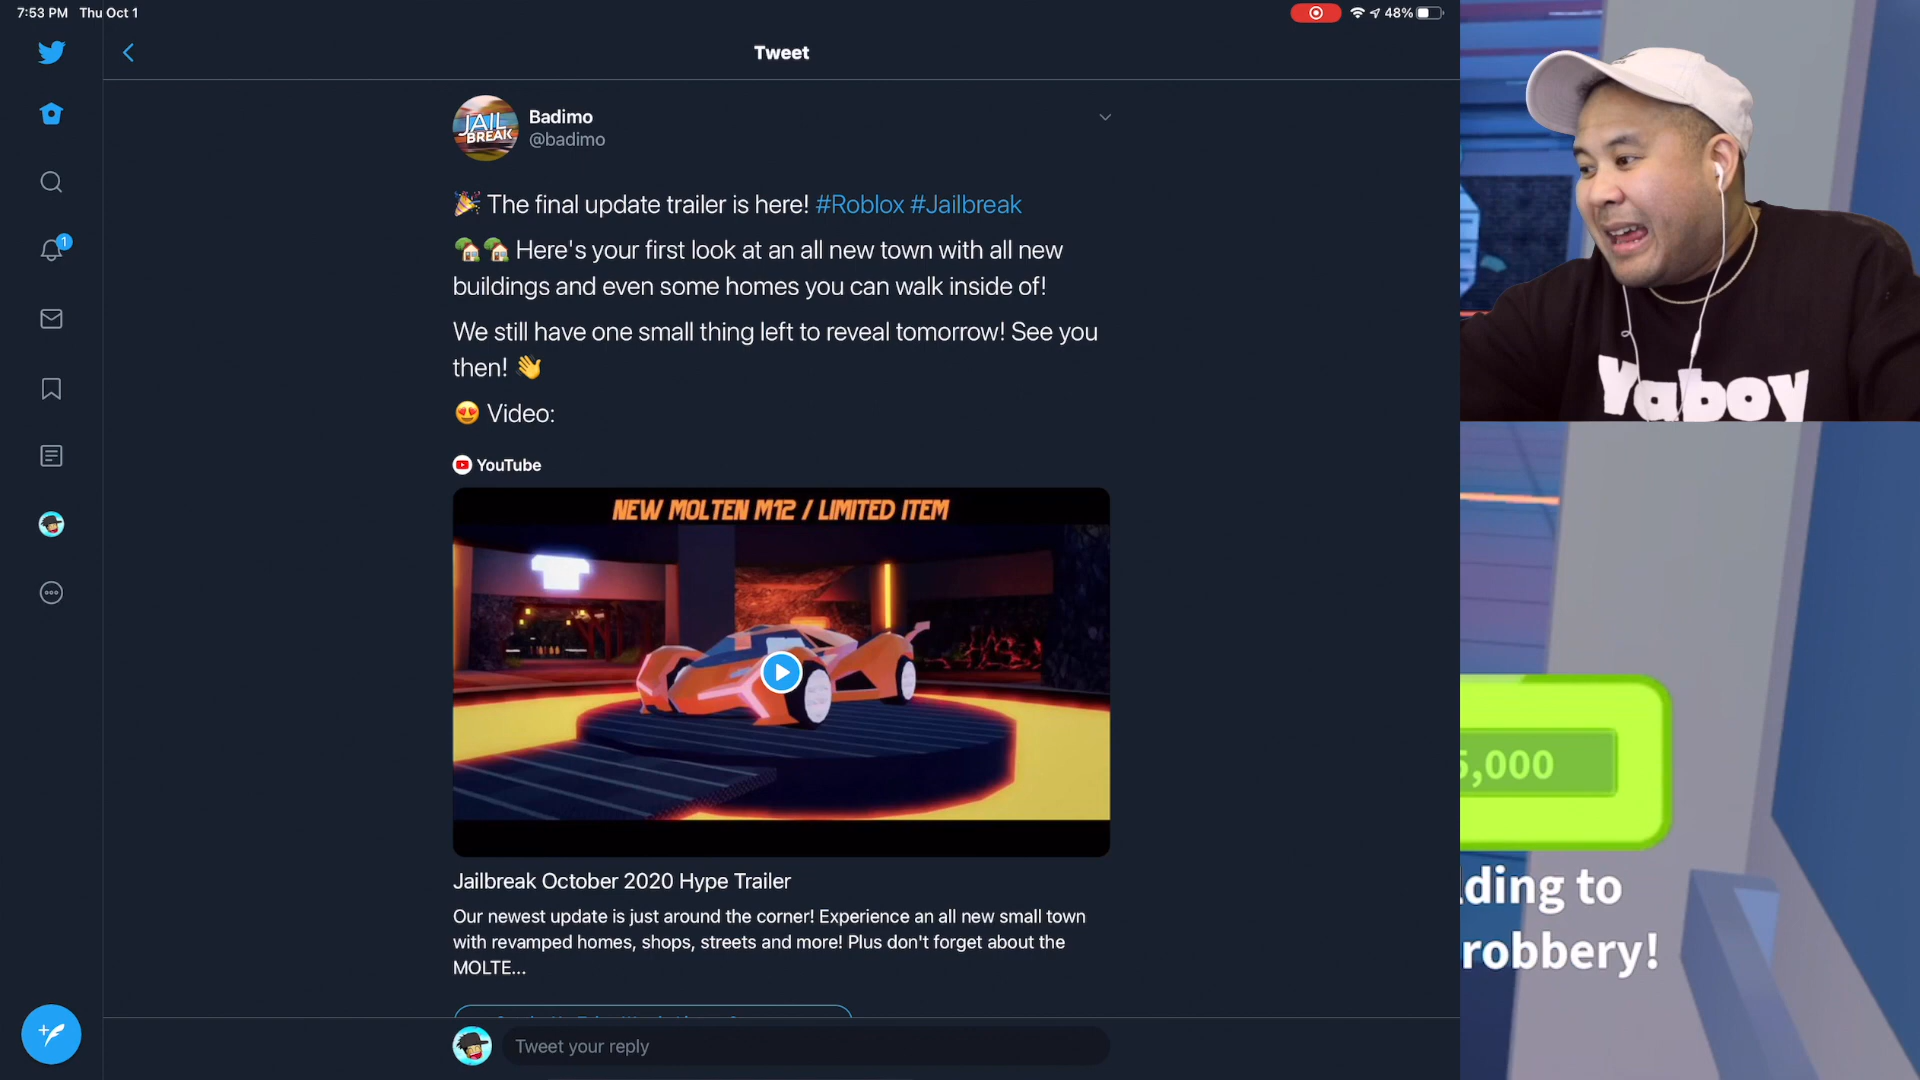 7:53 PM Thu Oct 1
48%
Tweet
JAIL
BREAK
Badimo
@badimo
🎉 The final update trailer is here! #Roblox #Jailbreak
🏡🏡 Here's your first look at an all new town with all new
buildings and even some homes you can walk inside of!
We still have one small thing left to reveal tomorrow! See you
then! 👋
😍 Video:
YouTube
NEW MOLTEN M12 / LIMITED ITEM
Jailbreak October 2020 Hype Trailer
Our newest update is just around the corner! Experience an all new small town
with revamped homes, shops, streets and more! Plus don't forget about the
MOLTE...
Tweet your reply
1
Yaboy
5,000
lding to
robbery!